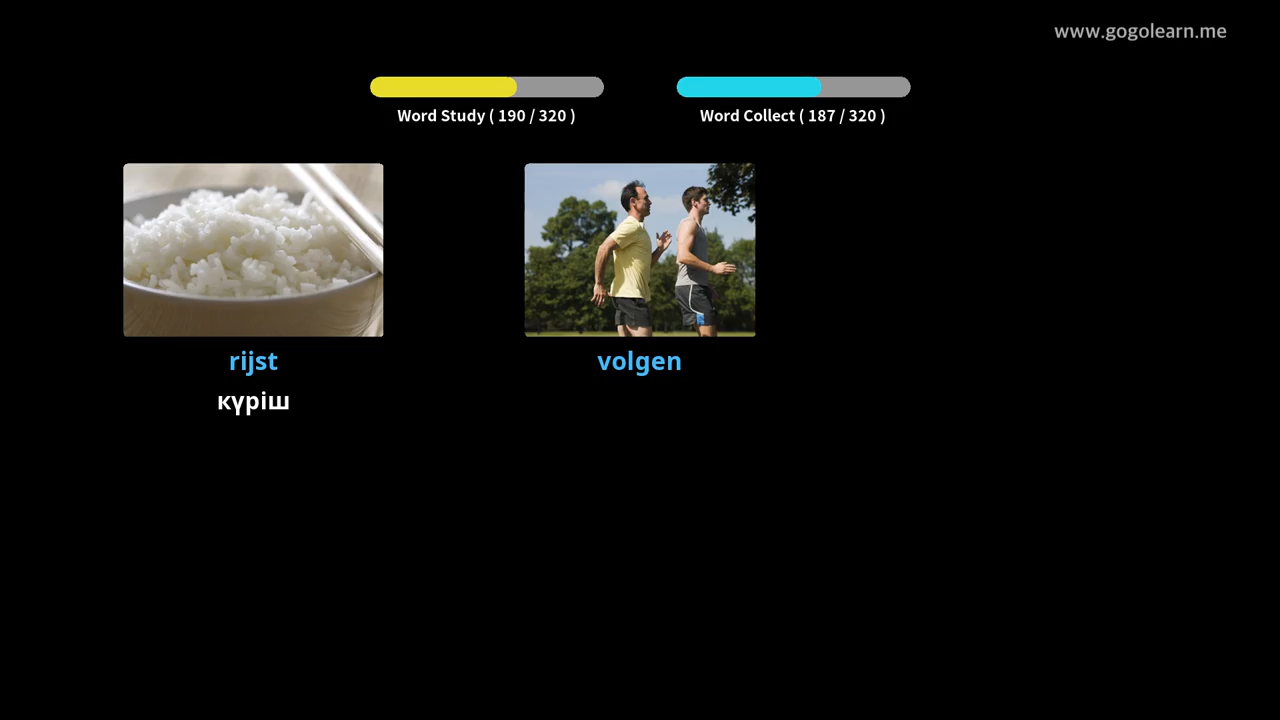 www.gogolearn.me
Word Study ( 190 / 320 )
Word Collect ( 187 / 320 )
rijst
volgen
күріш